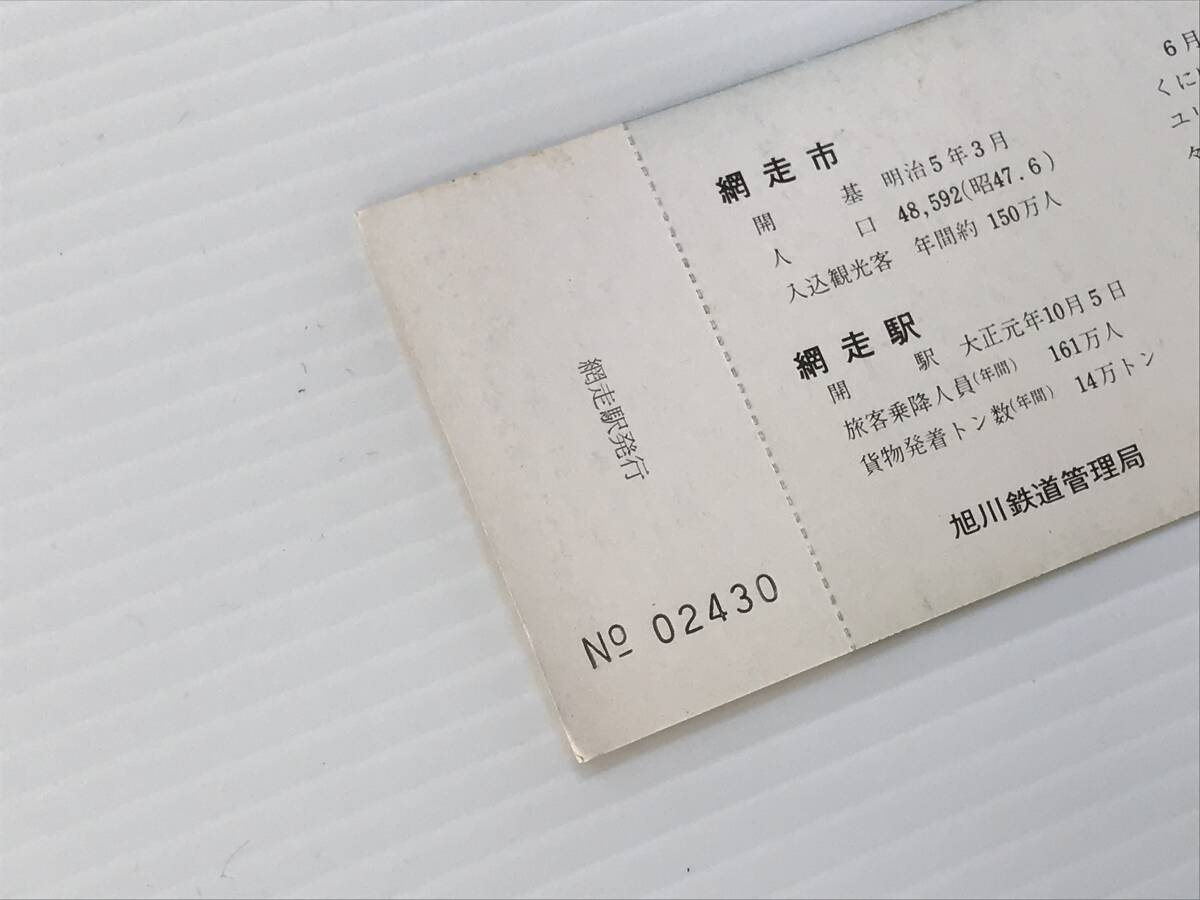 網走市
開基 明治5年3月
人口 48,592(昭47.6)
入込観光客 年間約 150万人
網走駅
開駅 大正元年10月5日
旅客乗降人員(年間) 161万人
貨物発着トン数(年間) 14万トン
旭川鉄道管理局
6月
くに
ユ
タ
網走駅発行
№ 02430